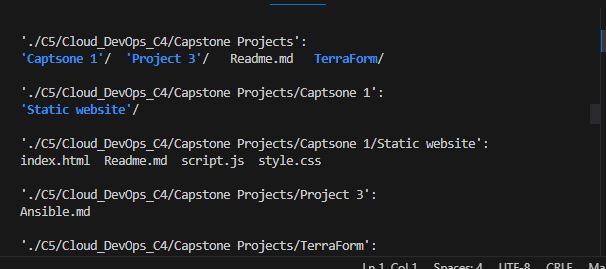 './C5/Cloud_DevOps_C4/Capstone Projects':
'Captsone 1'/  'Project 3'/   Readme.md   TerraForm/
'./C5/Cloud_DevOps_C4/Capstone Projects/Captsone 1':
'Static website'/
'./C5/Cloud_DevOps_C4/Capstone Projects/Captsone 1/Static website':
index.html  Readme.md  script.js  style.css
'./C5/Cloud_DevOps_C4/Capstone Projects/Project 3':
Ansible.md
'./C5/Cloud_DevOps_C4/Capstone Projects/TerraForm':
Ln 1, Col 1   Spaces: 4   UTF-8   CRLF